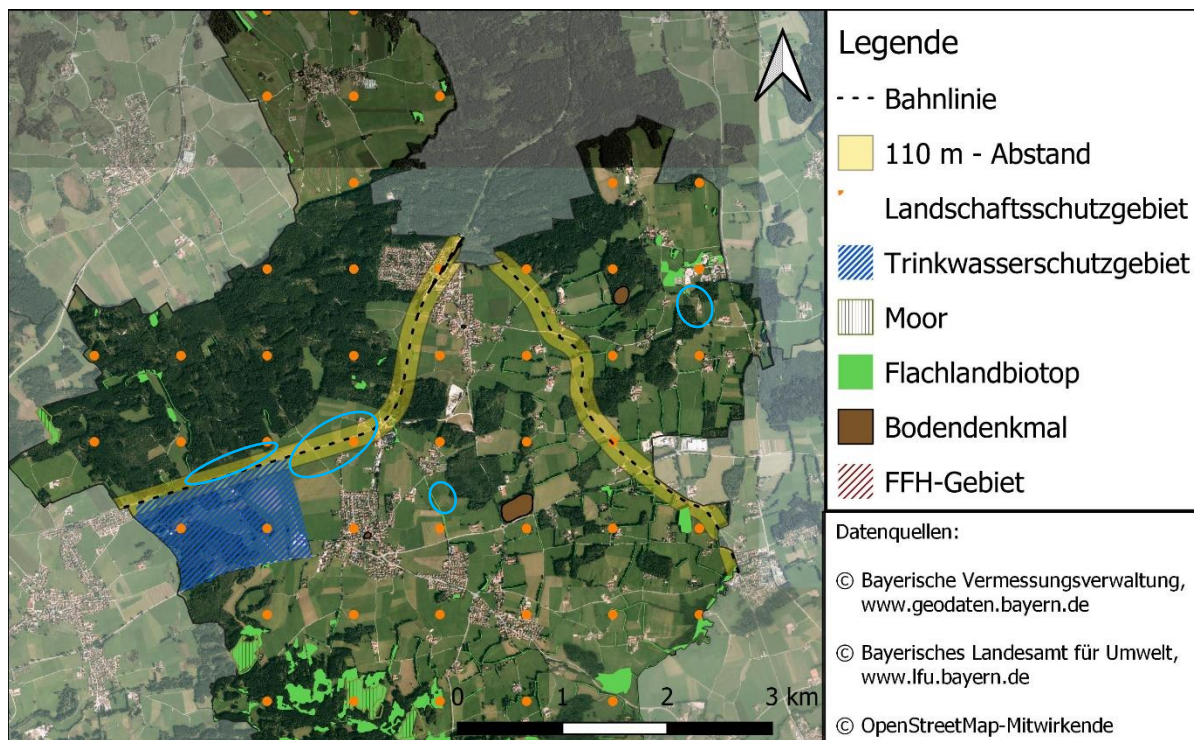 Legende
Bahnlinie
110 m - Abstand
Landschaftsschutzgebiet
Trinkwasserschutzgebiet
Moor
Flachlandbiotop
Bodendenkmal
FFH-Gebiet
Datenquellen:
© Bayerische Vermessungsverwaltung,
www.geodaten.bayern.de
© Bayerisches Landesamt für Umwelt,
www.lfu.bayern.de
© OpenStreetMap-Mitwirkende
0 1 2 3 km